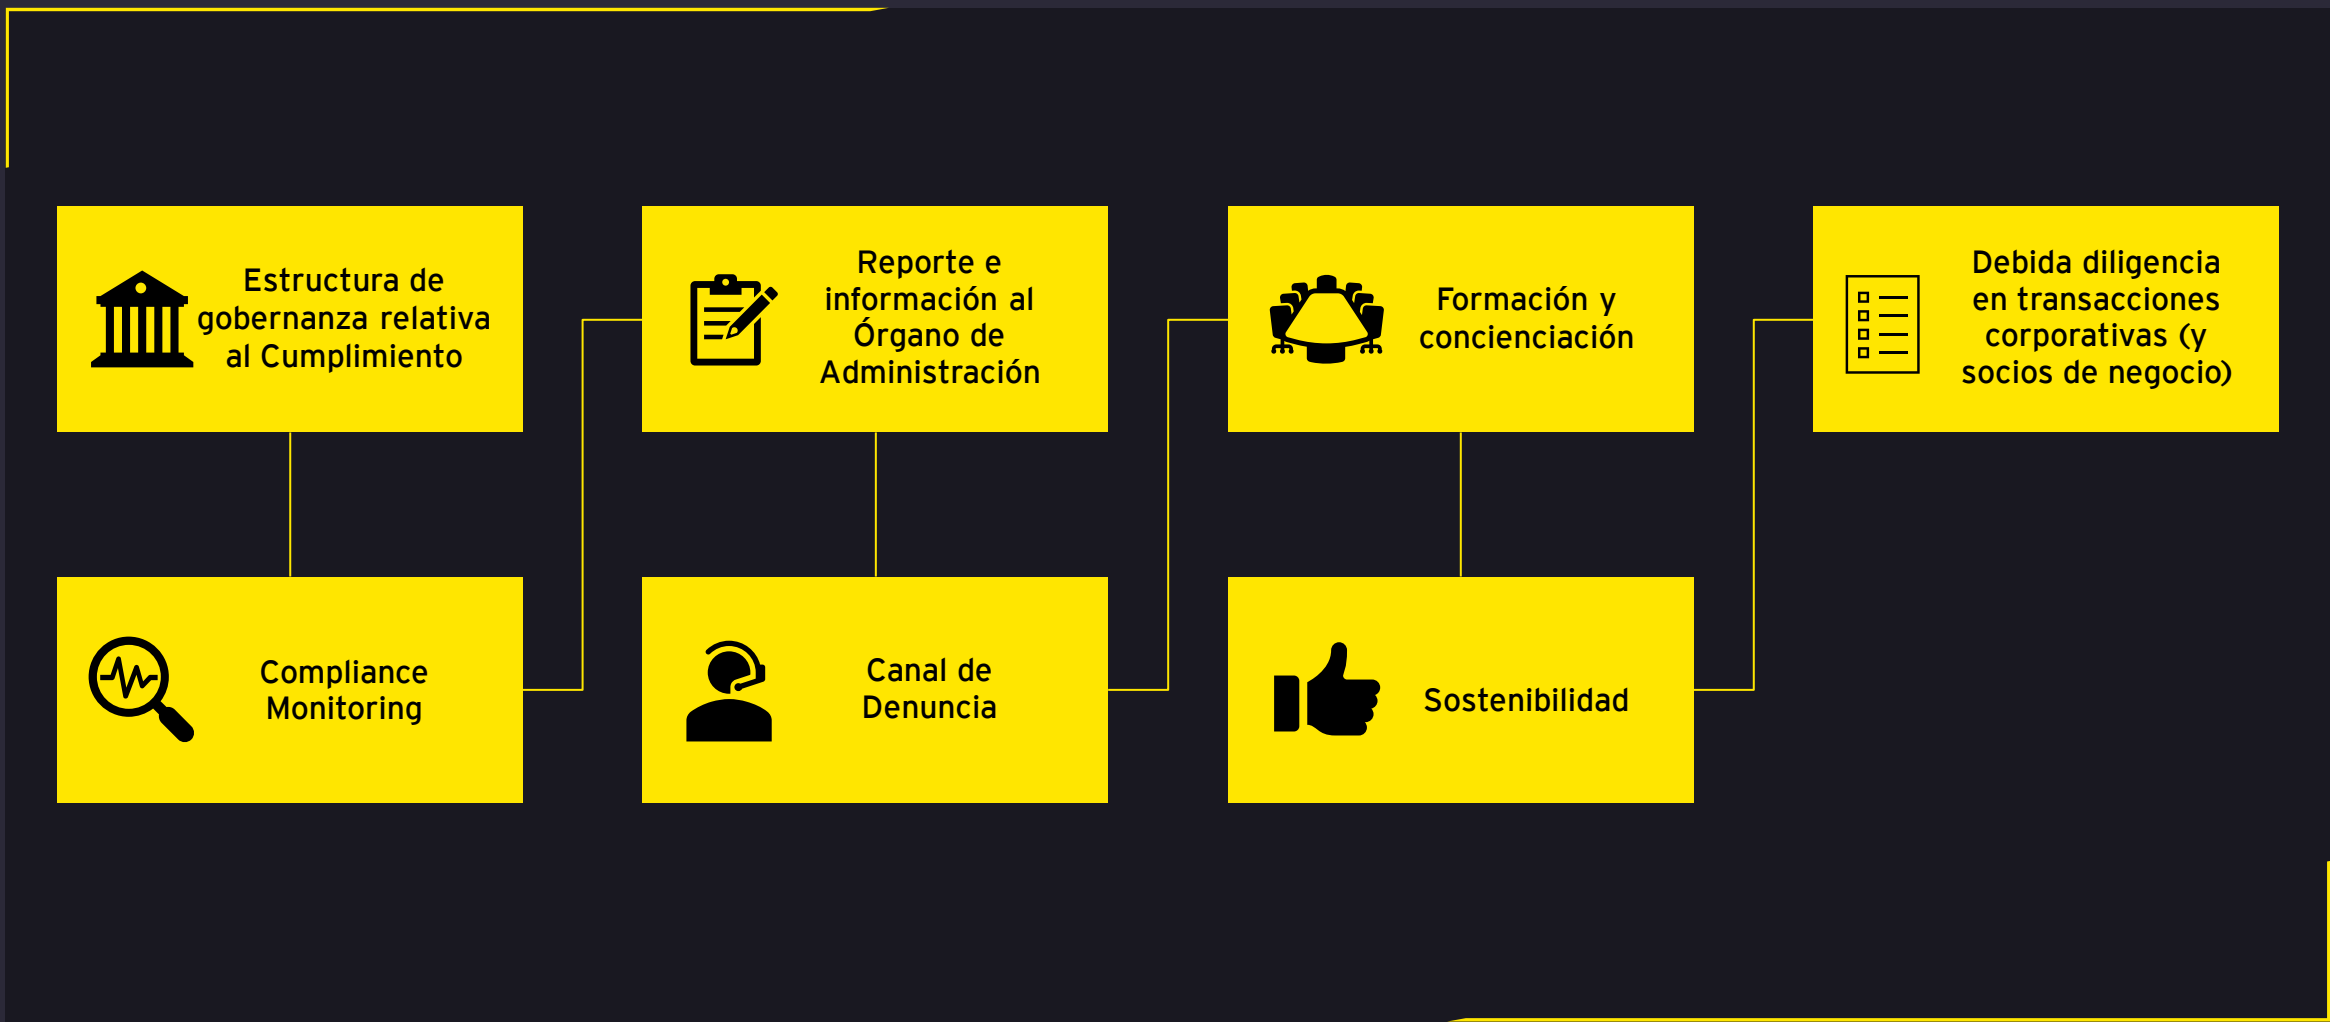 Estructura de
gobernanza relativa
al Cumplimiento
Compliance
Monitoring
Reporte e
información al
Órgano de
Administración
Canal de
Denuncia
Formación y
concienciación
Sostenibilidad
Debida diligencia
en transacciones
corporativas (y
socios de negocio)